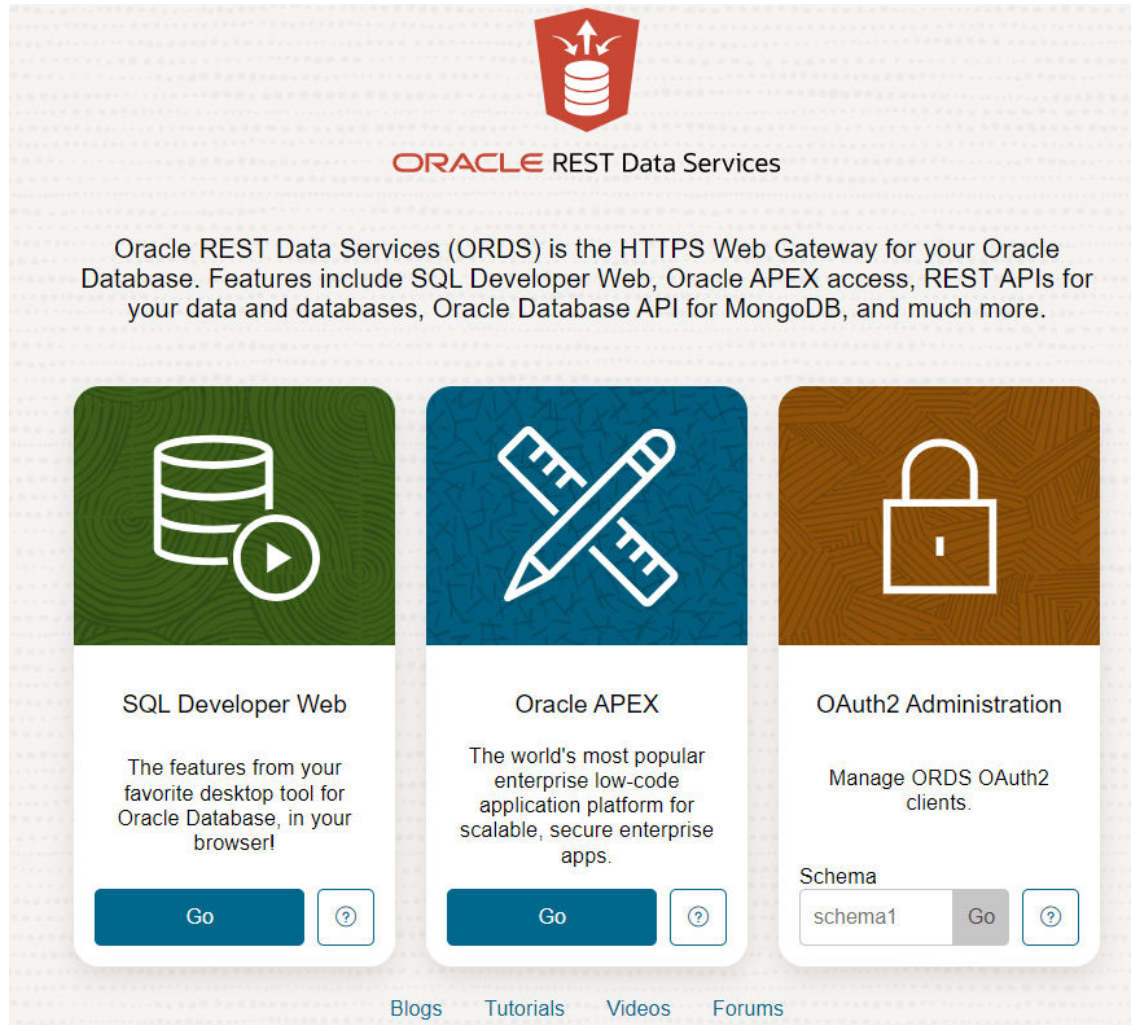 ORACLE REST Data Services
Oracle REST Data Services (ORDS) is the HTTPS Web Gateway for your Oracle
Database. Features include SQL Developer Web, Oracle APEX access, REST APIs for
your data and databases, Oracle Database API for MongoDB, and much more.
SQL Developer Web
The features from your
favorite desktop tool for
Oracle Database, in your
browser!
Go
?
Oracle APEX
The world's most popular
enterprise low-code
application platform for
scalable, secure enterprise
apps.
Go
?
OAuth2 Administration
Manage ORDS OAuth2
clients.
Schema
schema1 Go
?
Blogs Tutorials Videos Forums